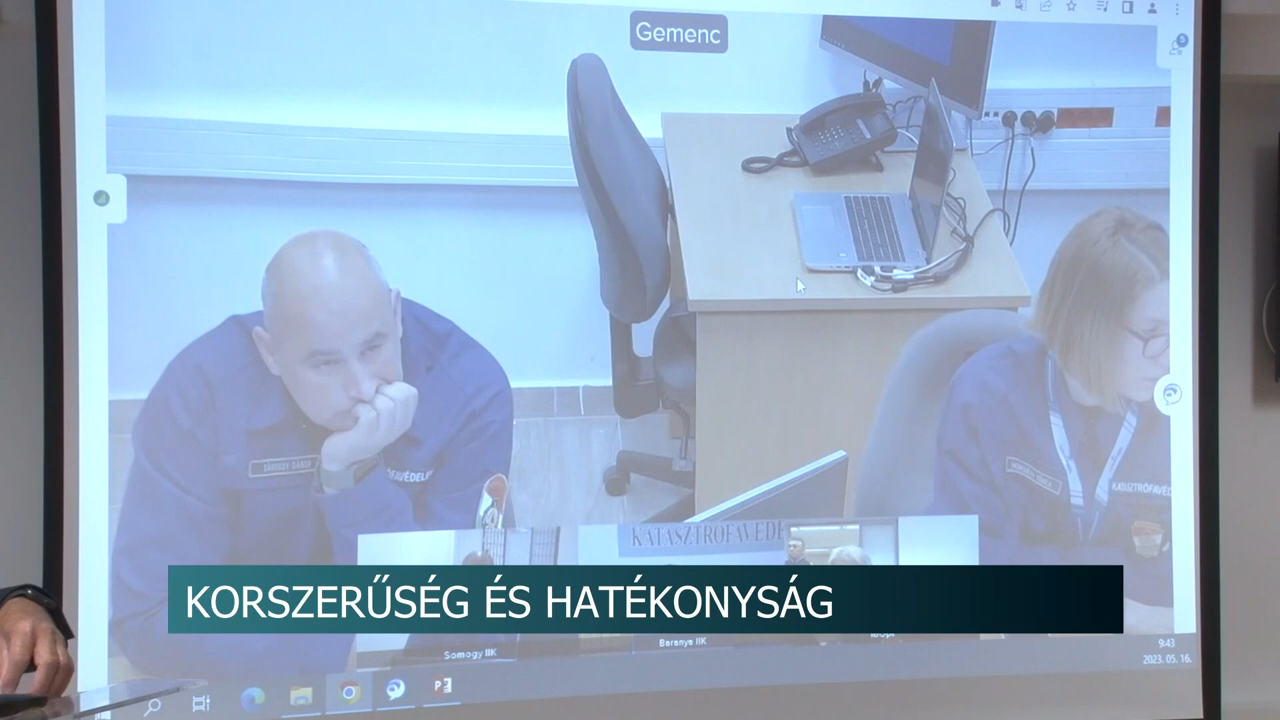 Gemenc
KATASZTRÓFAVÉDE
KORSZERŰSÉG ÉS HATÉKONYSÁG
Somogy IIK
Baranya IIK
9:43
2023. 05. 16.